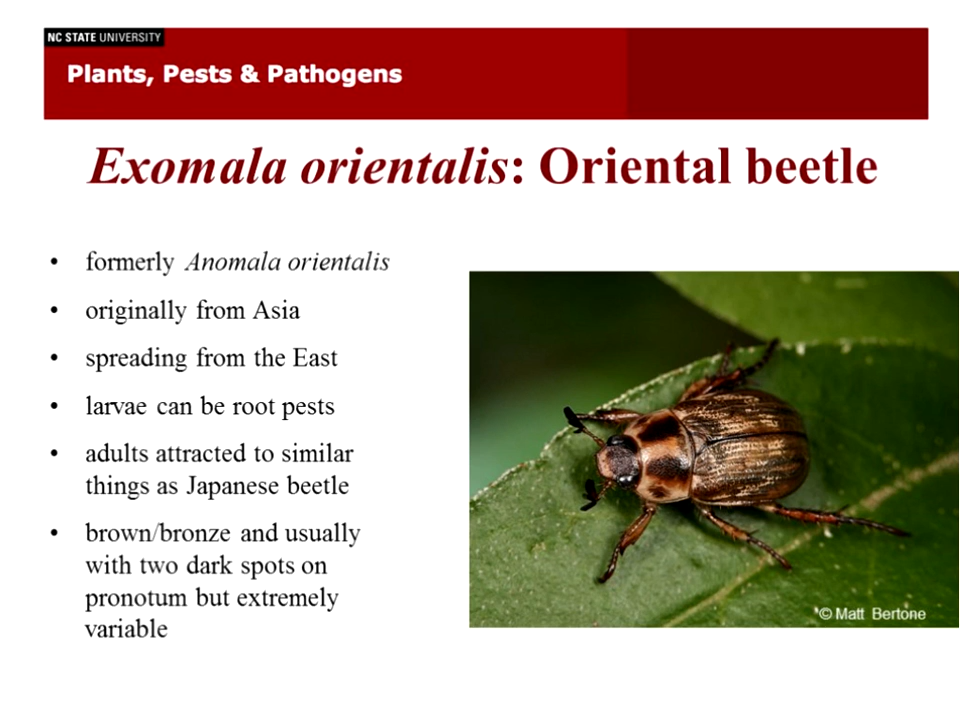 NC STATE UNIVERSITY
Plants, Pests & Pathogens
Exomala orientalis: Oriental beetle
• formerly Anomala orientalis
• originally from Asia
• spreading from the East
• larvae can be root pests
• adults attracted to similar
things as Japanese beetle
• brown/bronze and usually
with two dark spots on
pronotum but extremely
variable
*© Matt Bertone